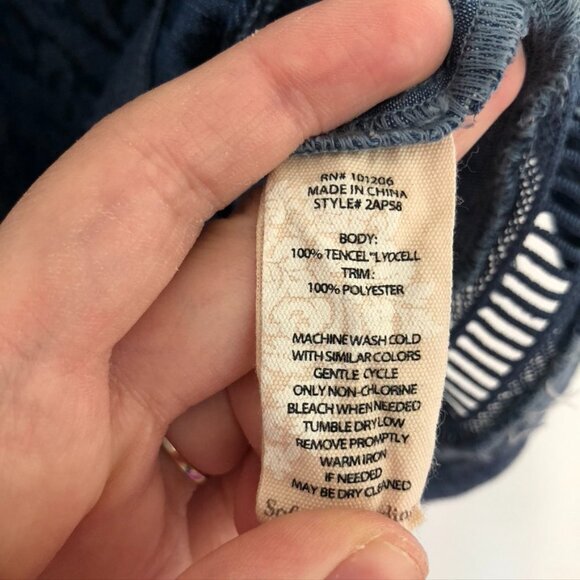 RN# 101206
MADE IN CHINA
STYLE# 2AP58
BODY:
100% TENCEL™LYOCELL
TRIM:
100% POLYESTER
MACHINE WASH COLD
WITH SIMILAR COLORS
GENTLE CYCLE
ONLY NON-CHLORINE
BLEACH WHEN NEEDED
TUMBLE DRY LOW
REMOVE PROMPTLY
WARM IRON
IF NEEDED
MAY BE DRY CLEANED